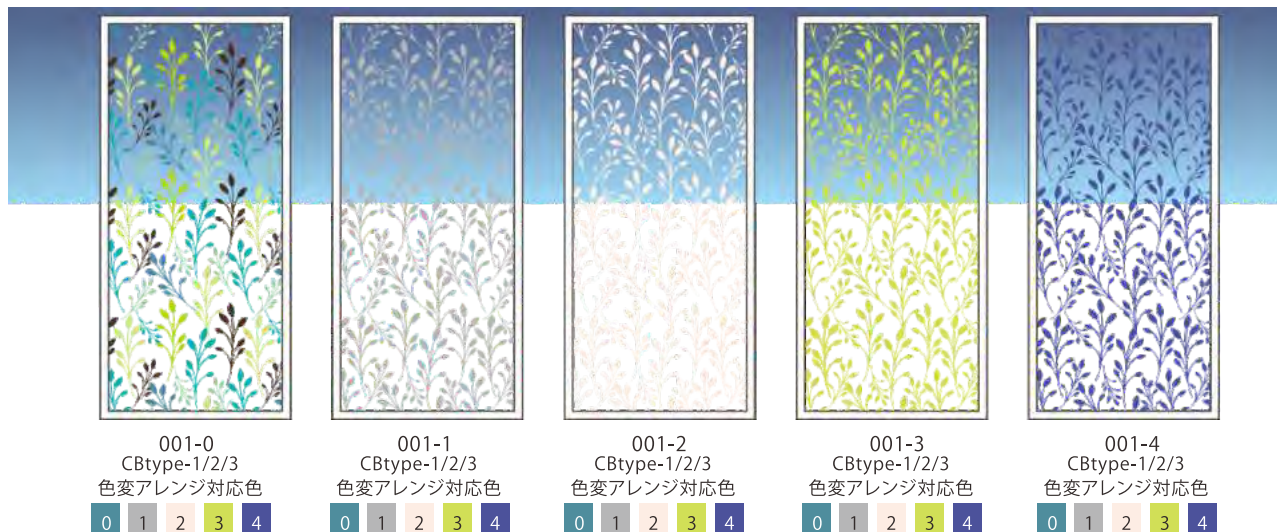 001-0
CBtype-1/2/3
色変アレンジ対応色
0 1 2 3 4
001-1
CBtype-1/2/3
色変アレンジ対応色
0 1 2 3 4
001-2
CBtype-1/2/3
色変アレンジ対応色
0 1 2 3 4
001-3
CBtype-1/2/3
色変アレンジ対応色
0 1 2 3 4
001-4
CBtype-1/2/3
色変アレンジ対応色
0 1 2 3 4